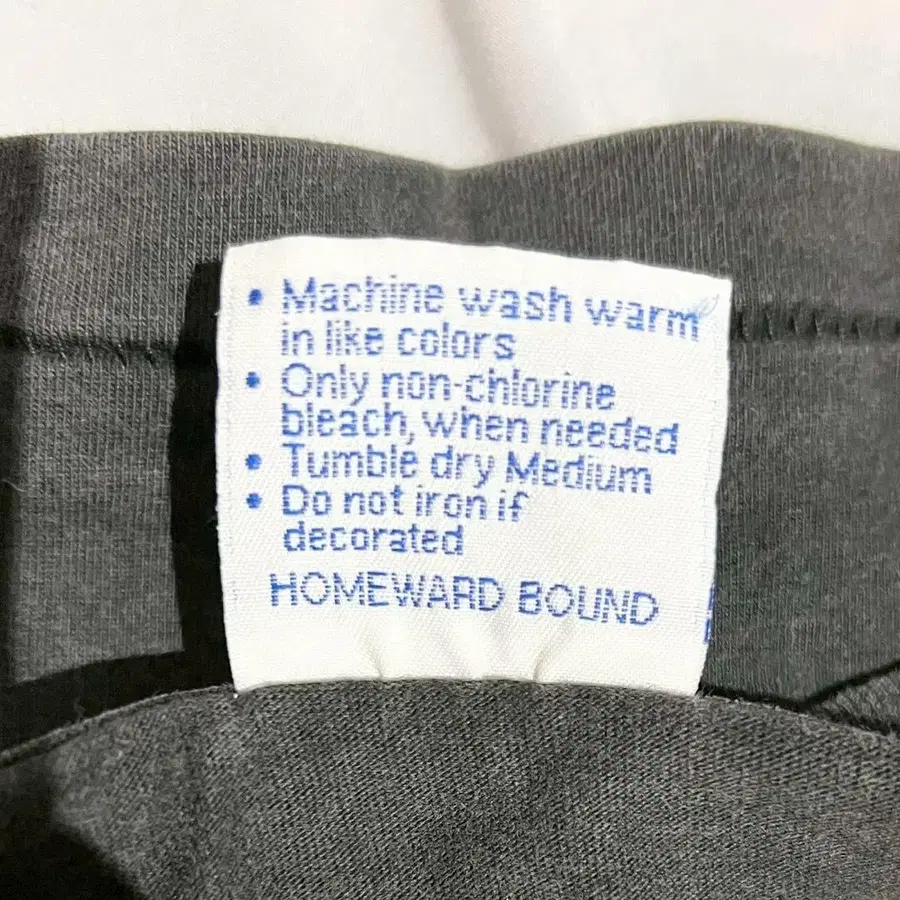 • Machine wash warm
in like colors
• Only non-chlorine
bleach, when needed
• Tumble dry Medium
• Do not iron if
decorated
HOMEWARD BOUND